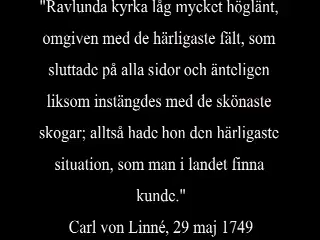 "Ravlunda kyrka låg mycket höglänt,
omgiven med de härligaste fält, som
sluttade på alla sidor och änteligen
liksom instängdes med de skönaste
skogar; alltså hade hon den härligaste
situation, som man i landet finna
kunde."
Carl von Linné, 29 maj 1749